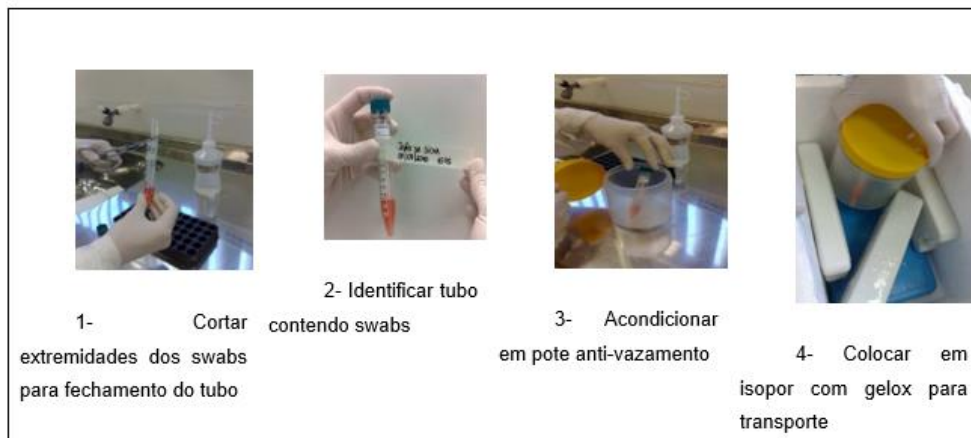 1- Cortar
extremidades dos swabs
para fechamento do tubo
2- Identificar tubo
contendo swabs
3- Acondicionar
em pote anti-vazamento
4- Colocar em
isopor com gelox para
transporte